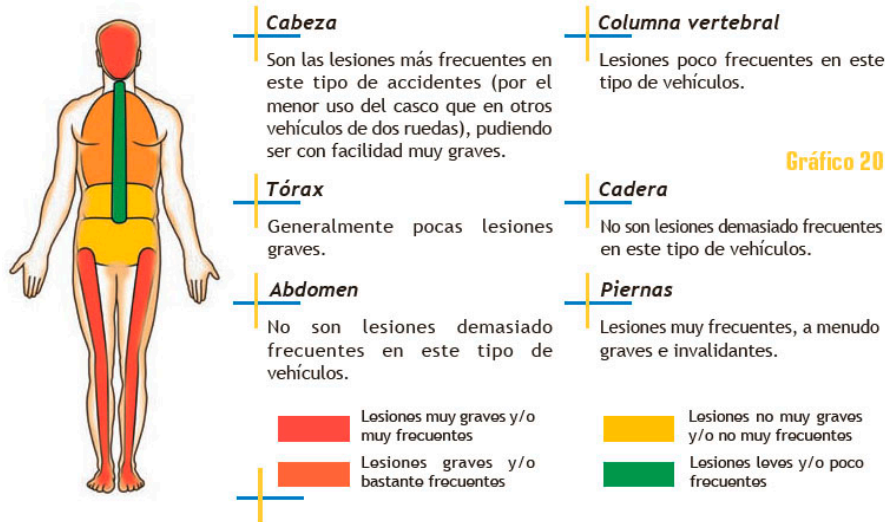 Cabeza
Son las lesiones más frecuentes en
este tipo de accidentes (por el
menor uso del casco que en otros
vehículos de dos ruedas), pudiendo
ser con facilidad muy graves.
Columna vertebral
Lesiones poco frecuentes en este
tipo de vehículos.
Gráfico 20
Tórax
Generalmente pocas lesiones
graves.
Cadera
No son lesiones demasiado frecuentes
en este tipo de vehículos.
Abdomen
No son lesiones demasiado
frecuentes en este tipo de
vehículos.
Piernas
Lesiones muy frecuentes, a menudo
graves e invalidantes.
Lesiones muy graves y/o
muy frecuentes
Lesiones graves y/o
bastante frecuentes
Lesiones no muy graves
y/o no muy frecuentes
Lesiones leves y/o poco
frecuentes